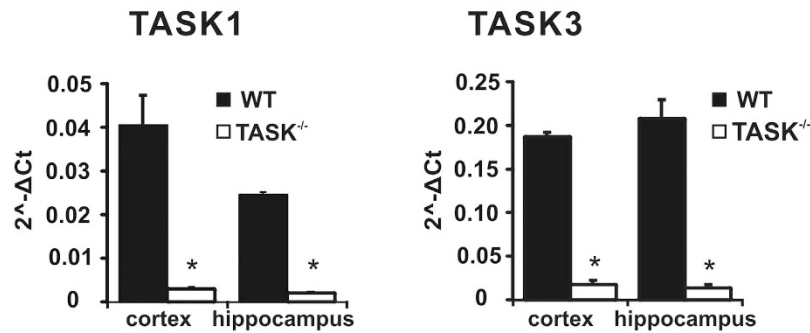 TASK1
0.05
0.04
0.03
0.02
0.01
0
2^-ΔCt
WT
TASK-/-
*
*
cortex hippocampus
TASK3
0.25
0.20
0.15
0.10
0.05
0
2^-ΔCt
WT
TASK-/-
*
*
cortex hippocampus